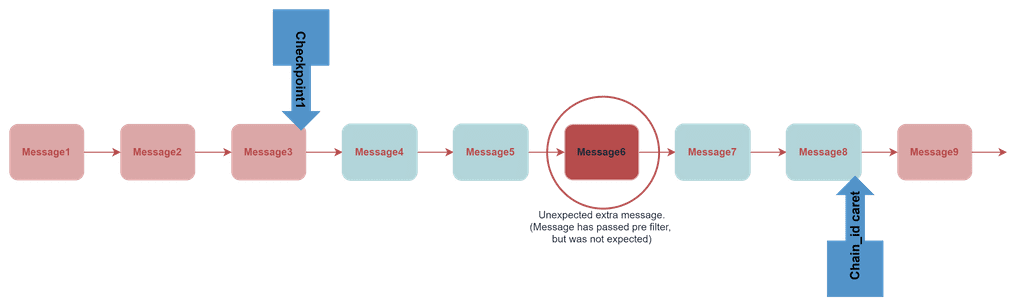 Checkpoint1
Message1
Message2
Message3
Message4
Message5
Message6
Message7
Message8
Message9
Unexpected extra message.
(Message has passed pre filter,
but was not expected)
Chain_id caret